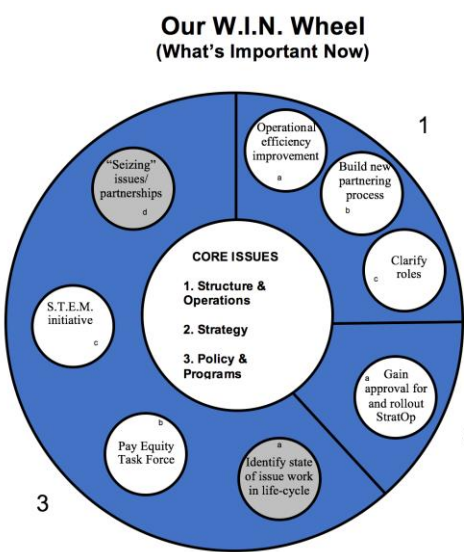 Our W.I.N. Wheel
(What's Important Now)
1
Operational
efficiency
improvement
a
Build new
partnering
process
b
Clarify
roles
c
a
Gain
approval for
and rollout
StratOp
a
Identify state
of issue work
in life-cycle
b
Pay Equity
Task Force
3
S.T.E.M.
initiative
c
"Seizing"
issues/
partnerships
d
CORE ISSUES
1. Structure &
Operations
2. Strategy
3. Policy &
Programs